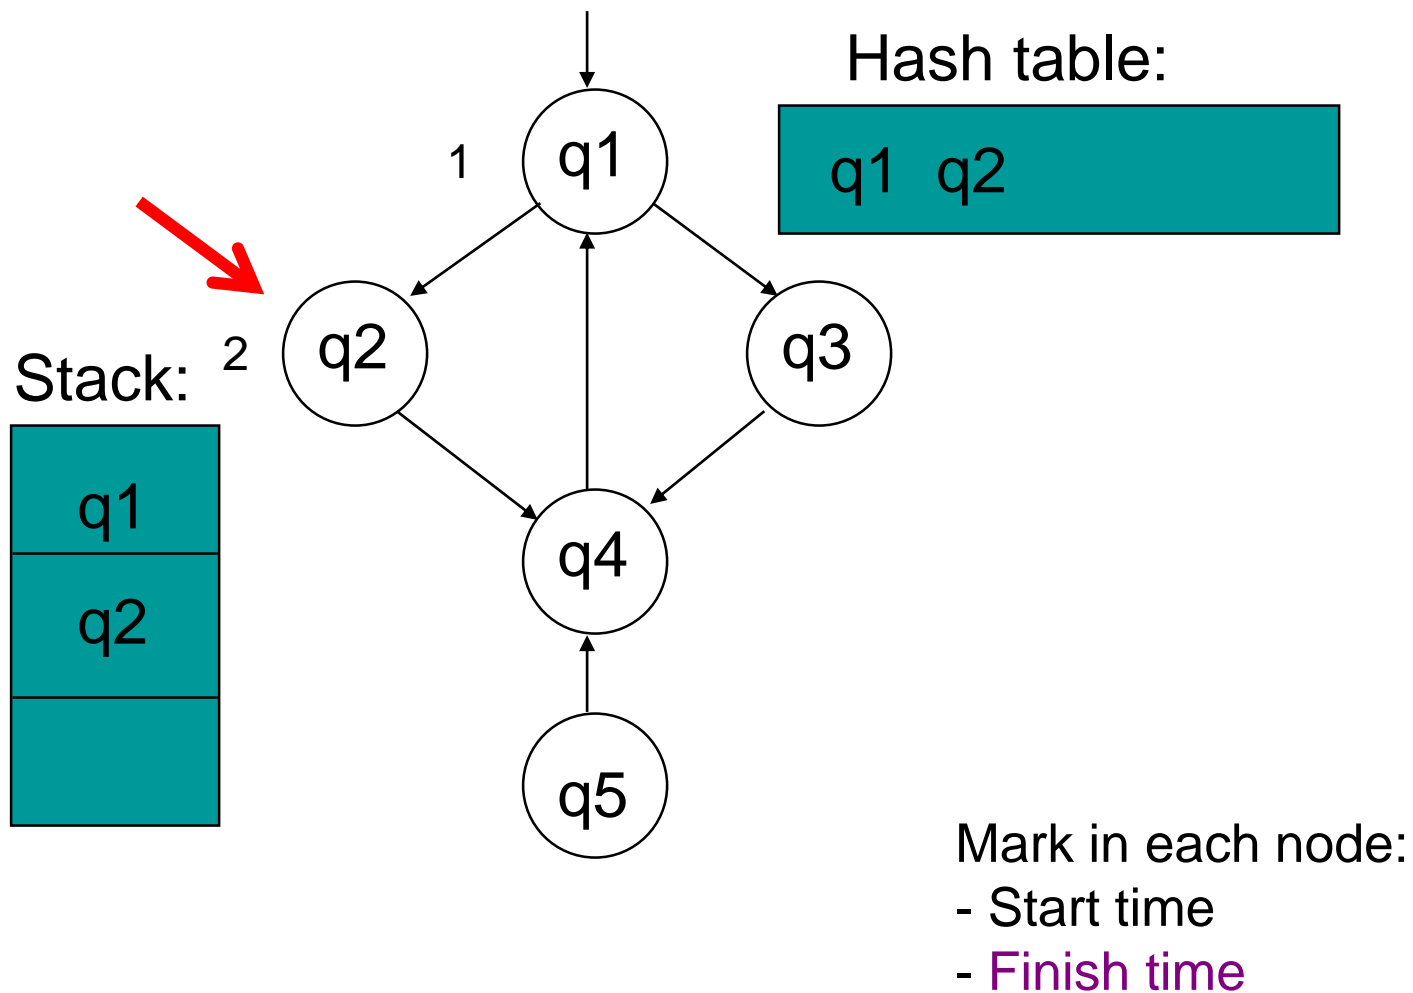 Hash table:
q1 q2
1
q1
2
q2
q3
Stack:
q1
q2
q4
q5
Mark in each node:
- Start time
- Finish time